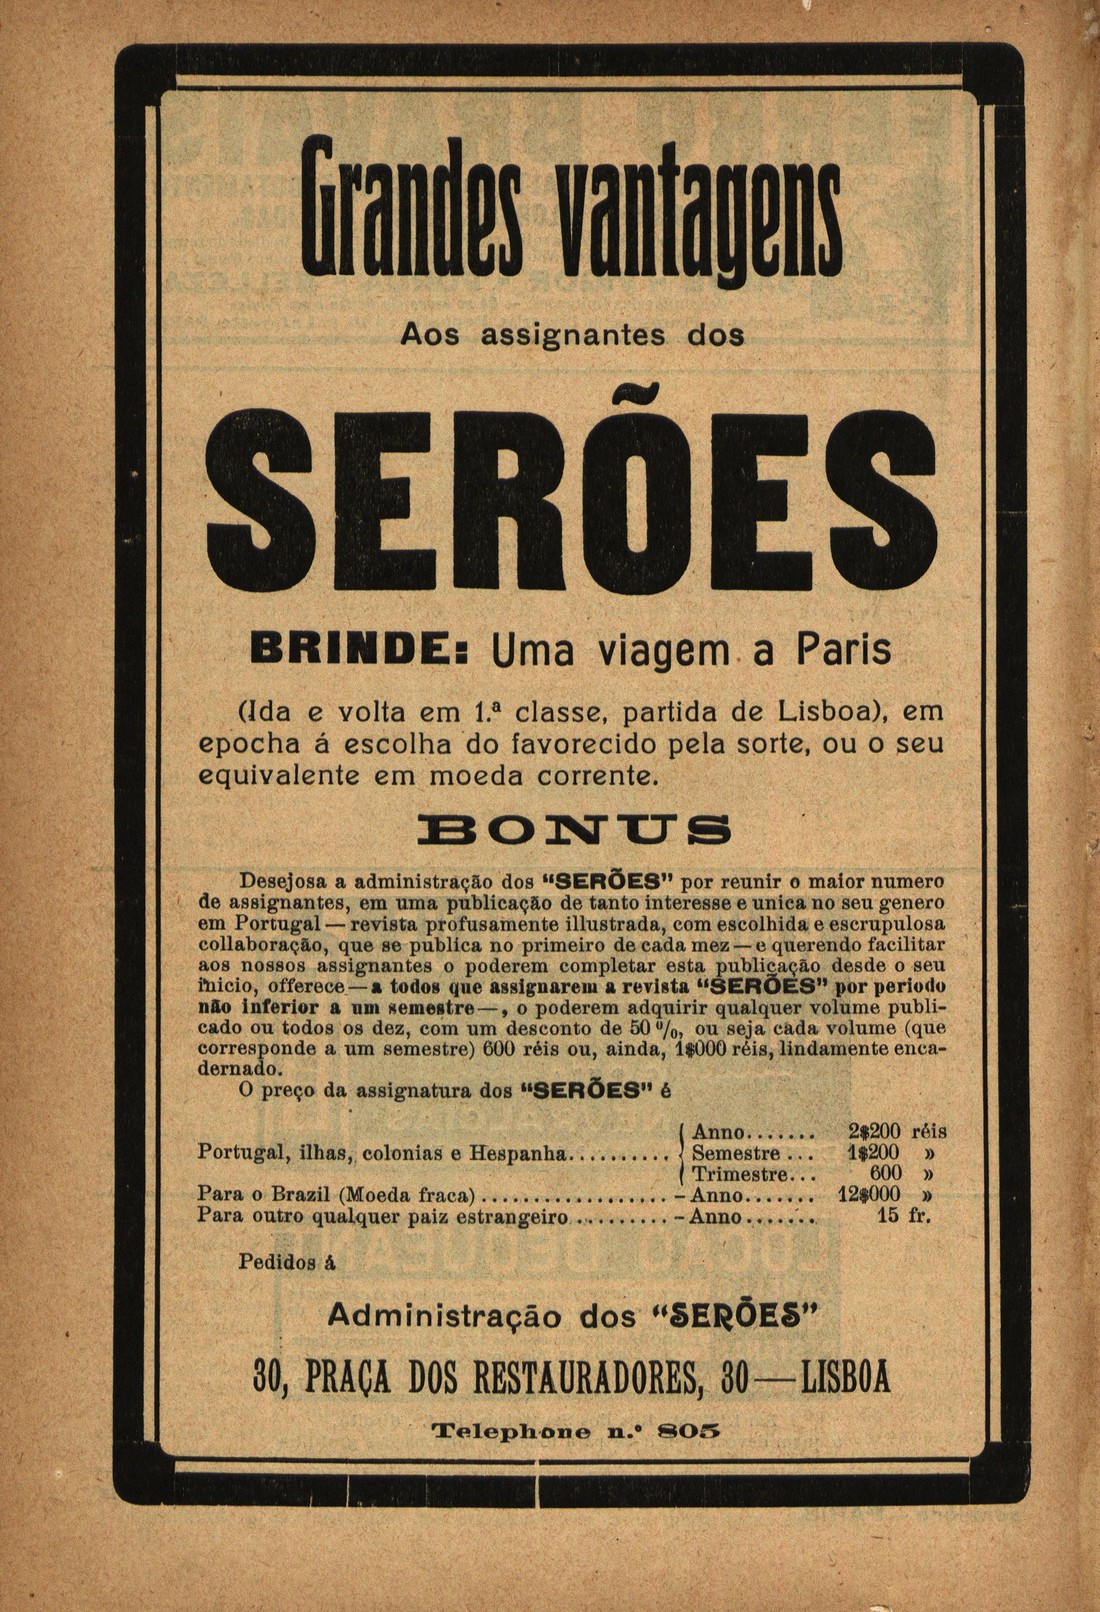 Grandes vantagens
Aos assignantes dos
SERÕES
BRINDE: Uma viagem a Paris
(Ida e volta em 1.ª classe, partida de Lisboa), em
epocha á escolha do favorecido pela sorte, ou o seu
equivalente em moeda corrente.
BONUS
Desejosa a administração dos “SERÕES” por reunir o maior numero
de assignantes, em uma publicação de tanto interesse e unica no seu genero
em Portugal — revista profusamente illustrada, com escolhida e escrupulosa
collaboração, que se publica no primeiro de cada mez — e querendo facilitar
aos nossos assignantes o poderem completar esta publicação desde o seu
inicio, offerece — a todos que assignarem a revista “SERÕES” por periodo
não inferior a um semestre —, o poderem adquirir qualquer volume publi-
cado ou todos os dez, com um desconto de 50 %, ou seja cada volume (que
corresponde a um semestre) 600 réis ou, ainda, 1$000 réis, lindamente enca-
dernado.
O preço da assignatura dos “SERÕES” é
Anno....... 2$200 réis
Portugal, ilhas, colonias e Hespanha.......... Semestre ... 1$200 »
Trimestre... 600 »
Para o Brazil (Moeda fraca).................. – Anno....... 12$000 »
Para outro qualquer paiz estrangeiro.......... – Anno....... 15 fr.
Pedidos á
Administração dos “SERÕES”
30, PRAÇA DOS RESTAURADORES, 30 — LISBOA
Telephone n.º 805